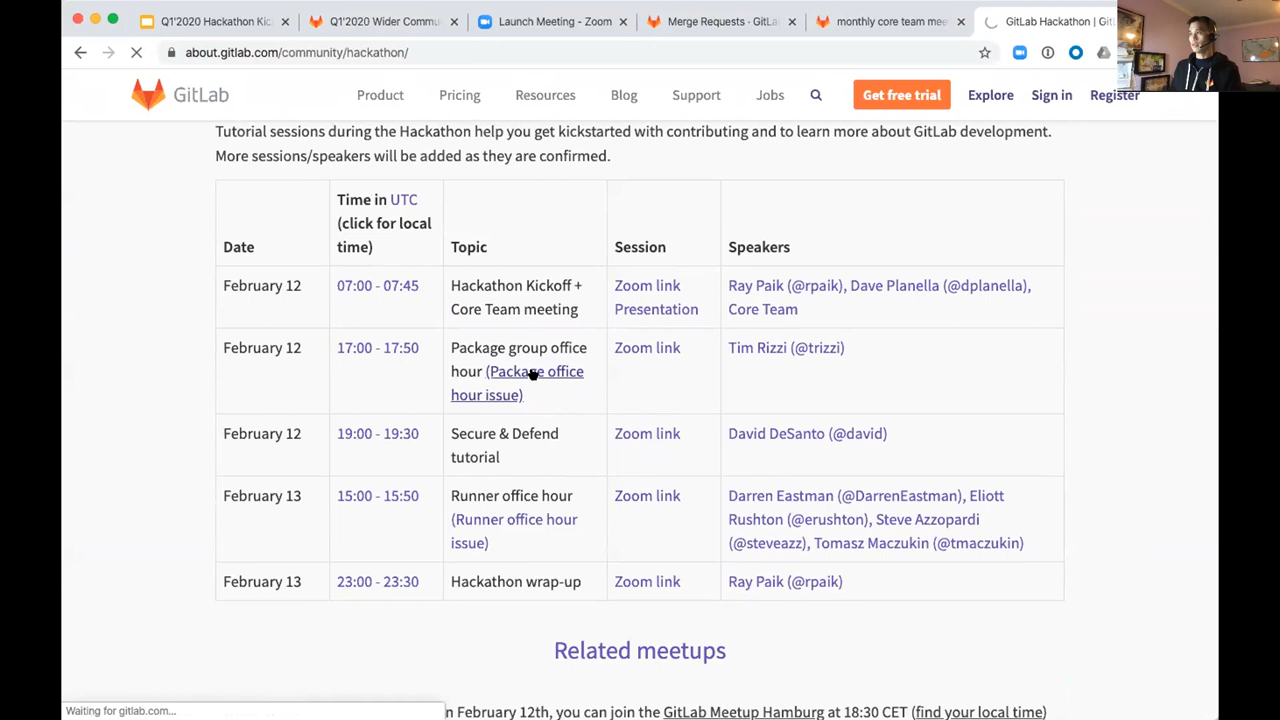 Q1'2020 Hackathon Kic
Q1'2020 Wider Commu
Launch Meeting - Zoom
Merge Requests · GitLa
monthly core team mee
GitLab Hackathon | Git
about.gitlab.com/community/hackathon/
GitLab
Product
Pricing
Resources
Blog
Support
Jobs
Get free trial
Explore
Sign in
Register
Tutorial sessions during the Hackathon help you get kickstarted with contributing and to learn more about GitLab development.
More sessions/speakers will be added as they are confirmed.
Date
Time in UTC
(click for local
time)
Topic
Session
Speakers
February 12
07:00 - 07:45
Hackathon Kickoff +
Core Team meeting
Zoom link
Presentation
Ray Paik (@rpaik), Dave Planella (@dplanella),
Core Team
February 12
17:00 - 17:50
Package group office
hour (Package office
hour issue)
Zoom link
Tim Rizzi (@trizzi)
February 12
19:00 - 19:30
Secure & Defend
tutorial
Zoom link
David DeSanto (@david)
February 13
15:00 - 15:50
Runner office hour
(Runner office hour
issue)
Zoom link
Darren Eastman (@DarrenEastman), Eliott
Rushton (@erushton), Steve Azzopardi
(@steveazz), Tomasz Maczukin (@tmaczukin)
February 13
23:00 - 23:30
Hackathon wrap-up
Zoom link
Ray Paik (@rpaik)
Related meetups
n February 12th, you can join the GitLab Meetup Hamburg at 18:30 CET (find your local time)
Waiting for gitlab.com...